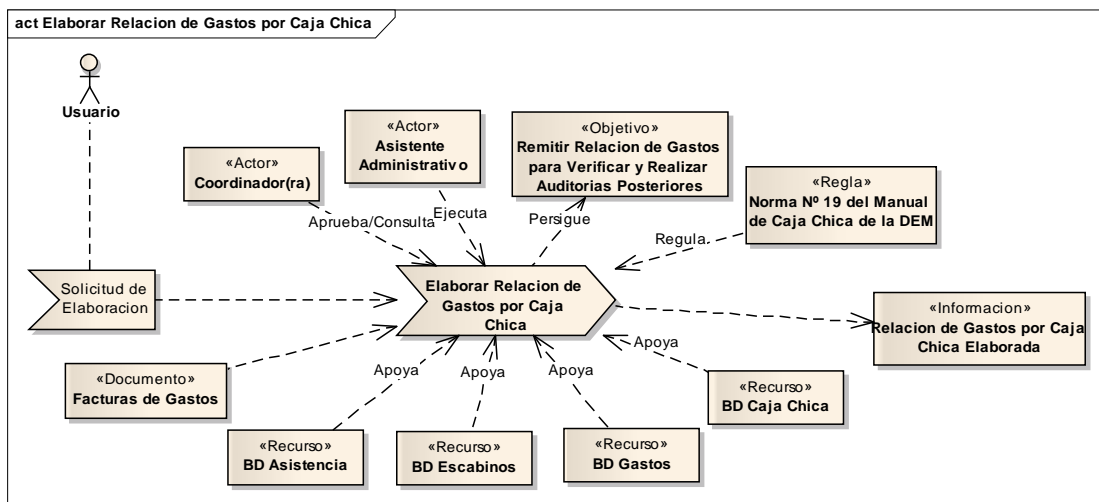 act Elaborar Relacion de Gastos por Caja Chica
Usuario
«Actor»
Coordinador(ra)
«Actor»
Asistente
Administrativo
«Objetivo»
Remitir Relacion de Gastos
para Verificar y Realizar
Auditorias Posteriores
«Regla»
Norma Nº 19 del Manual
de Caja Chica de la DEM
Aprueba/Consulta
Ejecuta
Persigue
Regula
Solicitud de
Elaboracion
Elaborar Relacion de
Gastos por Caja
Chica
«Informacion»
Relacion de Gastos por Caja
Chica Elaborada
«Documento»
Facturas de Gastos
Apoya
Apoya
Apoya
Apoya
«Recurso»
BD Asistencia
«Recurso»
BD Escabinos
«Recurso»
BD Gastos
«Recurso»
BD Caja Chica